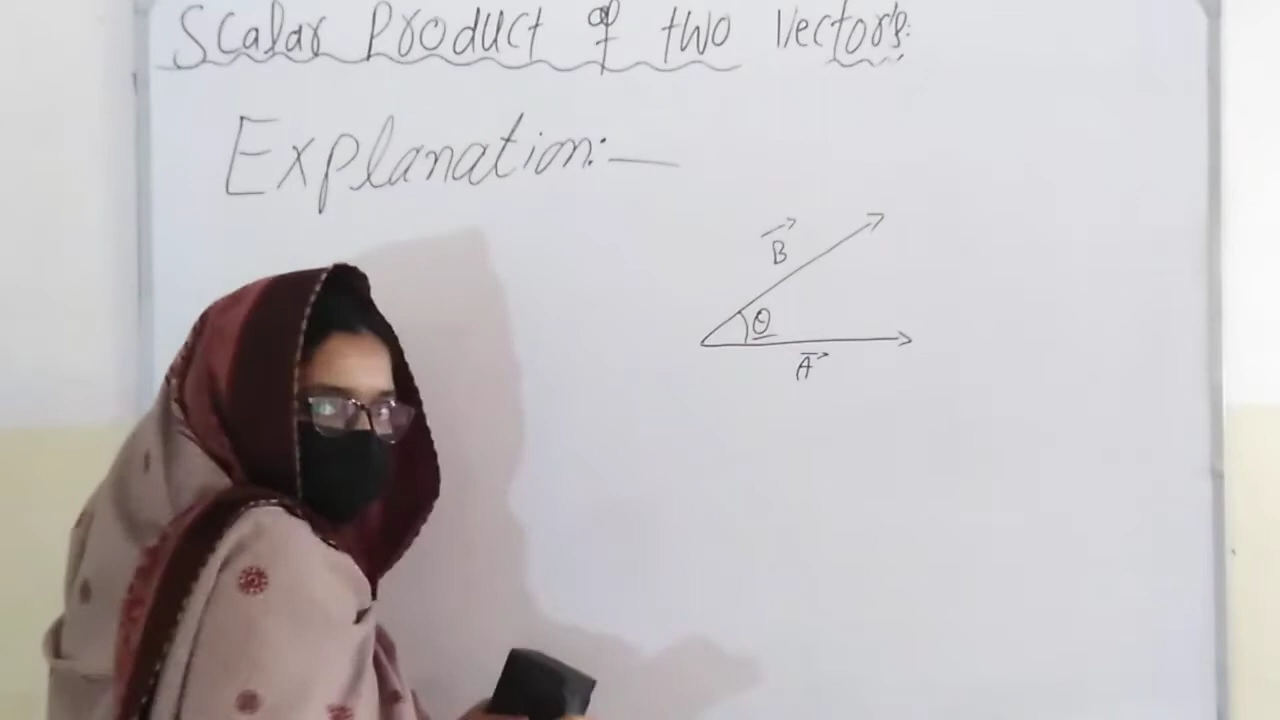 Scalar Product of two Vectors.
Explanation:—
B
θ
A